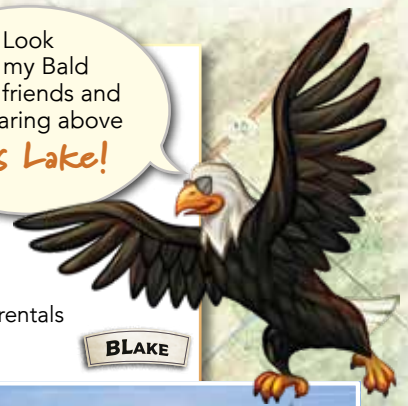 Look
my Bald
friends and
aring above
s Lake!
rentals
BLAKE